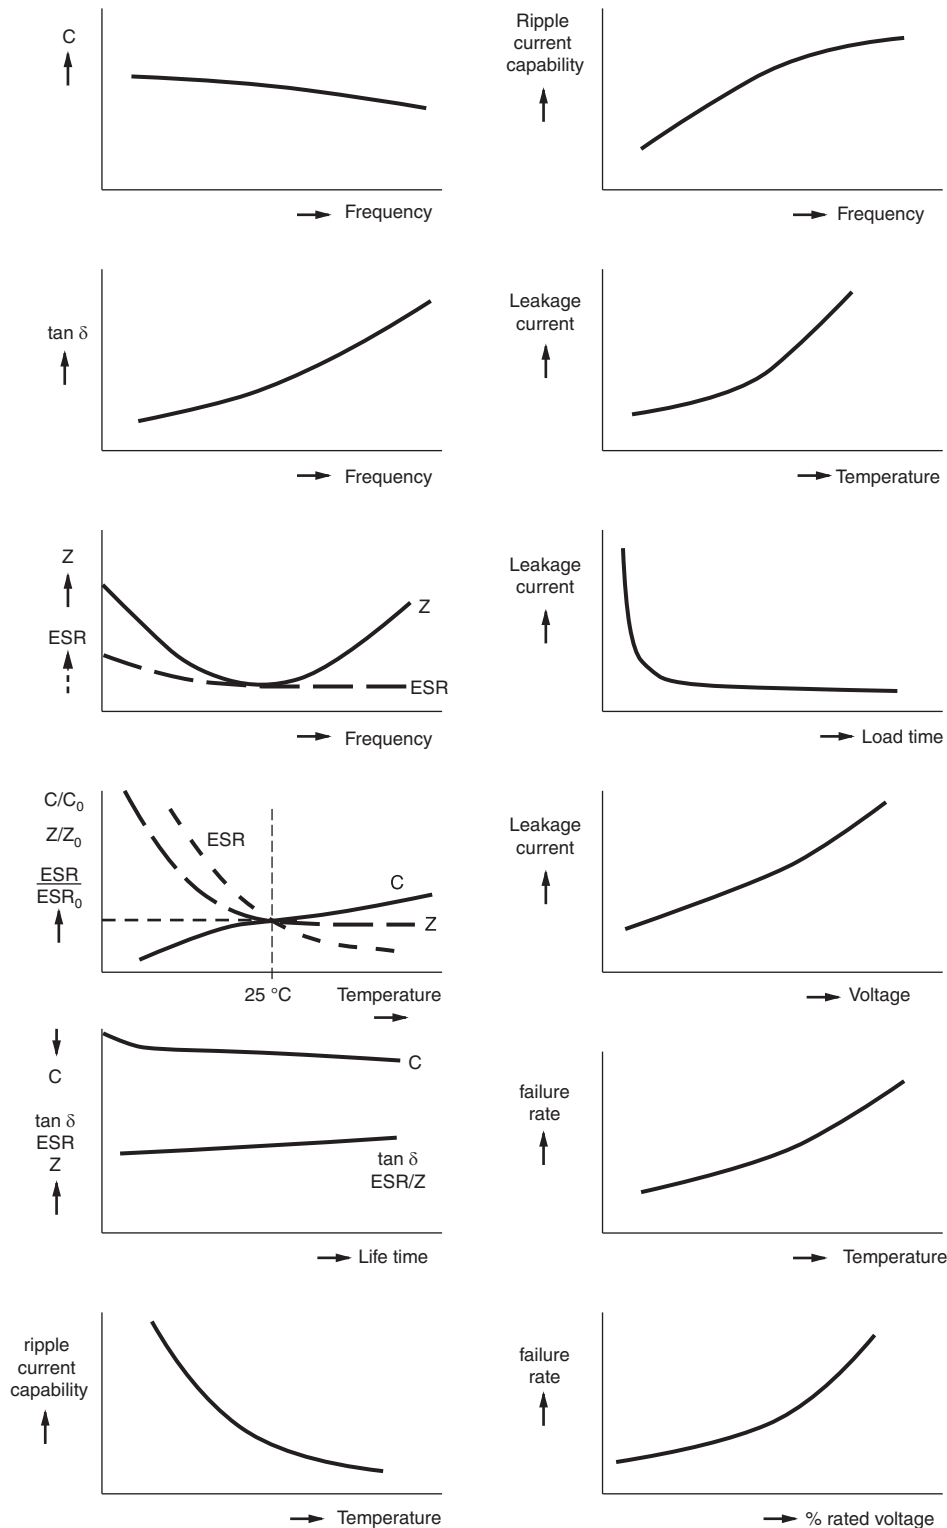 C
Frequency
Ripple
current
capability
Frequency
tan δ
Frequency
Leakage
current
Temperature
Z
ESR
Z
ESR
Frequency
Leakage
current
Load time
C/C₀
Z/Z₀
ESR
ESR₀
ESR
C
Z
25 °C
Temperature
Leakage
current
Voltage
C
tan δ
ESR
Z
C
tan δ
ESR/Z
Life time
failure
rate
Temperature
ripple
current
capability
Temperature
failure
rate
% rated voltage